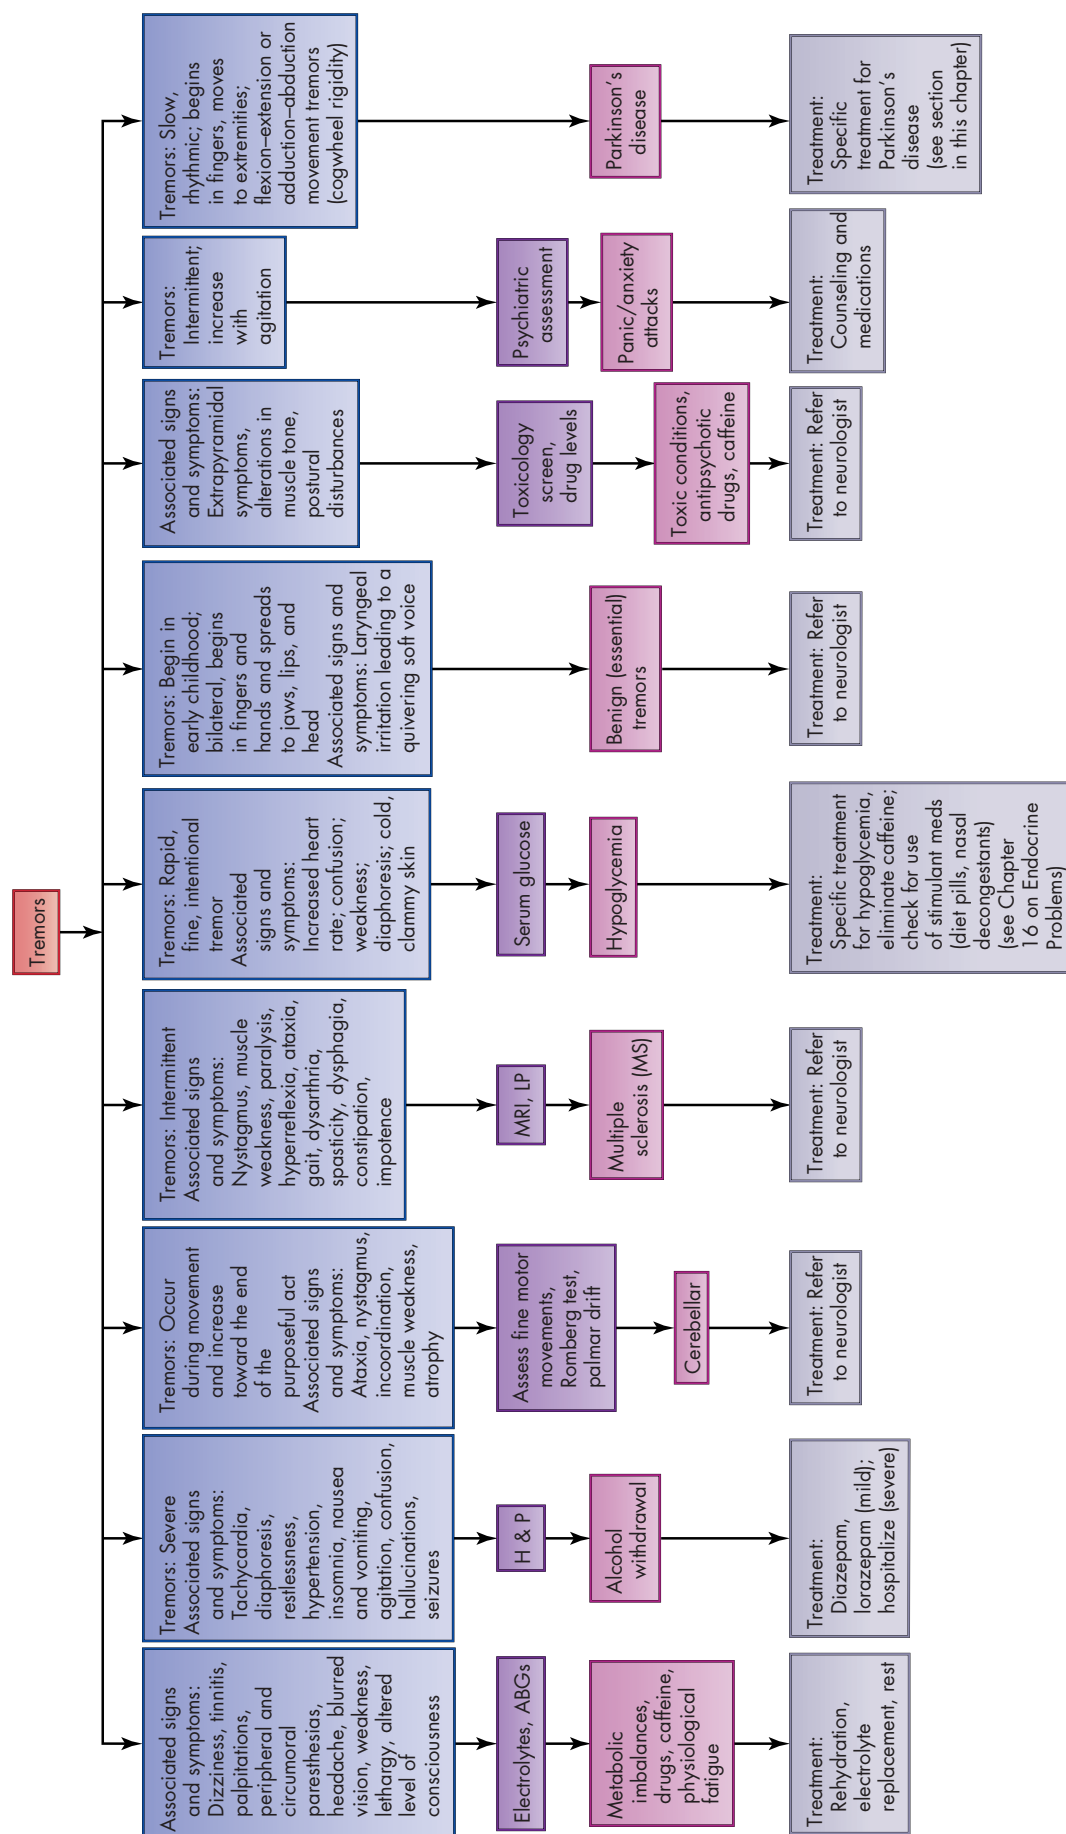 Tremors
Associated signs
and symptoms:
Dizziness, tinnitis,
palpitations,
peripheral and
circumoral
paresthesias,
headache, blurred
vision, weakness,
lethargy, altered
level of
consciousness
Electrolytes, ABGs
Metabolic
imbalances,
drugs, caffeine,
physiological
fatigue
Treatment:
Rehydration,
electrolyte
replacement, rest
Tremors: Severe
Associated signs
and symptoms:
Tachycardia,
diaphoresis,
restlessness,
hypertension,
insomnia, nausea
and vomiting,
agitation, confusion,
hallucinations,
seizures
H & P
Alcohol
withdrawal
Treatment:
Diazepam,
lorazepam (mild);
hospitalize (severe)
Tremors: Occur
during movement
and increase
toward the end
of the
purposeful act
Associated signs
and symptoms:
Ataxia, nystagmus,
incoordination,
muscle weakness,
atrophy
Assess fine motor
movements,
Romberg test,
palmar drift
Cerebellar
Treatment: Refer
to neurologist
Tremors: Intermittent
Associated signs
and symptoms:
Nystagmus, muscle
weakness, paralysis,
hyperreflexia, ataxia,
gait, dysarthria,
spasticity, dysphagia,
constipation,
impotence
MRI, LP
Multiple
sclerosis (MS)
Treatment: Refer
to neurologist
Tremors: Rapid,
fine, intentional
tremor
Associated
signs and
symptoms:
Increased heart
rate; confusion;
weakness;
diaphoresis; cold,
clammy skin
Serum glucose
Hypoglycemia
Treatment:
Specific treatment
for hypoglycemia,
eliminate caffeine;
check for use
of stimulant meds
(diet pills, nasal
decongestants)
(see Chapter
16 on Endocrine
Problems)
Tremors: Begin in
early childhood;
bilateral, begins
in fingers and
hands and spreads
to jaws, lips, and
head
Associated signs and
symptoms: Laryngeal
irritation leading to a
quivering soft voice
Benign (essential)
tremors
Treatment: Refer
to neurologist
Associated signs
and symptoms:
Extrapyramidal
symptoms,
alterations in
muscle tone,
postural
disturbances
Toxicology
screen,
drug levels
Toxic conditions,
antipsychotic
drugs, caffeine
Treatment: Refer
to neurologist
Tremors:
Intermittent;
increase
with
agitation
Psychiatric
assessment
Panic/anxiety
attacks
Treatment:
Counseling and
medications
Tremors: Slow,
rhythmic; begins
in fingers, moves
to extremities;
flexion–extension or
adduction–abduction
movement tremors
(cogwheel rigidity)
Parkinson's
disease
Treatment:
Specific
treatment for
Parkinson's
disease
(see section
in this chapter)